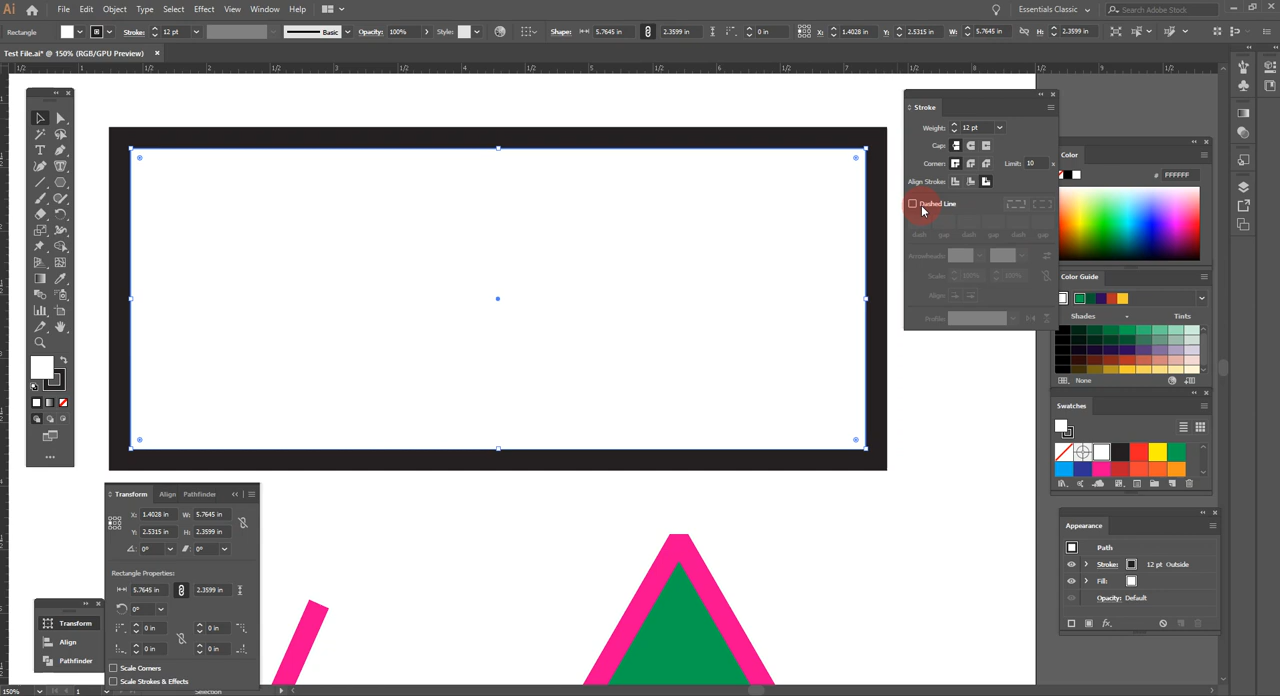 Ai File Edit Object Type Select Effect View Window Help Essentials Classic Search Adobe Stock
Rectangle Stroke: 12 pt Basic Opacity: 100% Style: Shape: 5.7645 in 2.3599 in X: 1.4028 in Y: 2.5315 in W: 5.7645 in H: 2.3599 in
Test File.ai* @ 150% (RGB/GPU Preview) ×
Stroke
Weight: 12 pt
Cap:
Corner: Limit: 10 x
Align Stroke:
Dashed Line
dash gap dash gap dash gap
Arrowheads:
Scale: 100% 100%
Align:
Profile:
Color
# FFFFFF
Color Guide
Shades Tints
None
Swatches
Appearance
Path
Stroke: 12 pt Outside
Fill:
Opacity: Default
fx
Transform Align Pathfinder
X: 1.4028 in W: 5.7645 in
Y: 2.5315 in H: 2.3599 in
0° 0°
Rectangle Properties:
5.7645 in 2.3599 in
0°
0 in 0 in
0 in 0 in
Scale Corners
Scale Strokes & Effects
Transform
Align
Pathfinder
150% 1 Selection